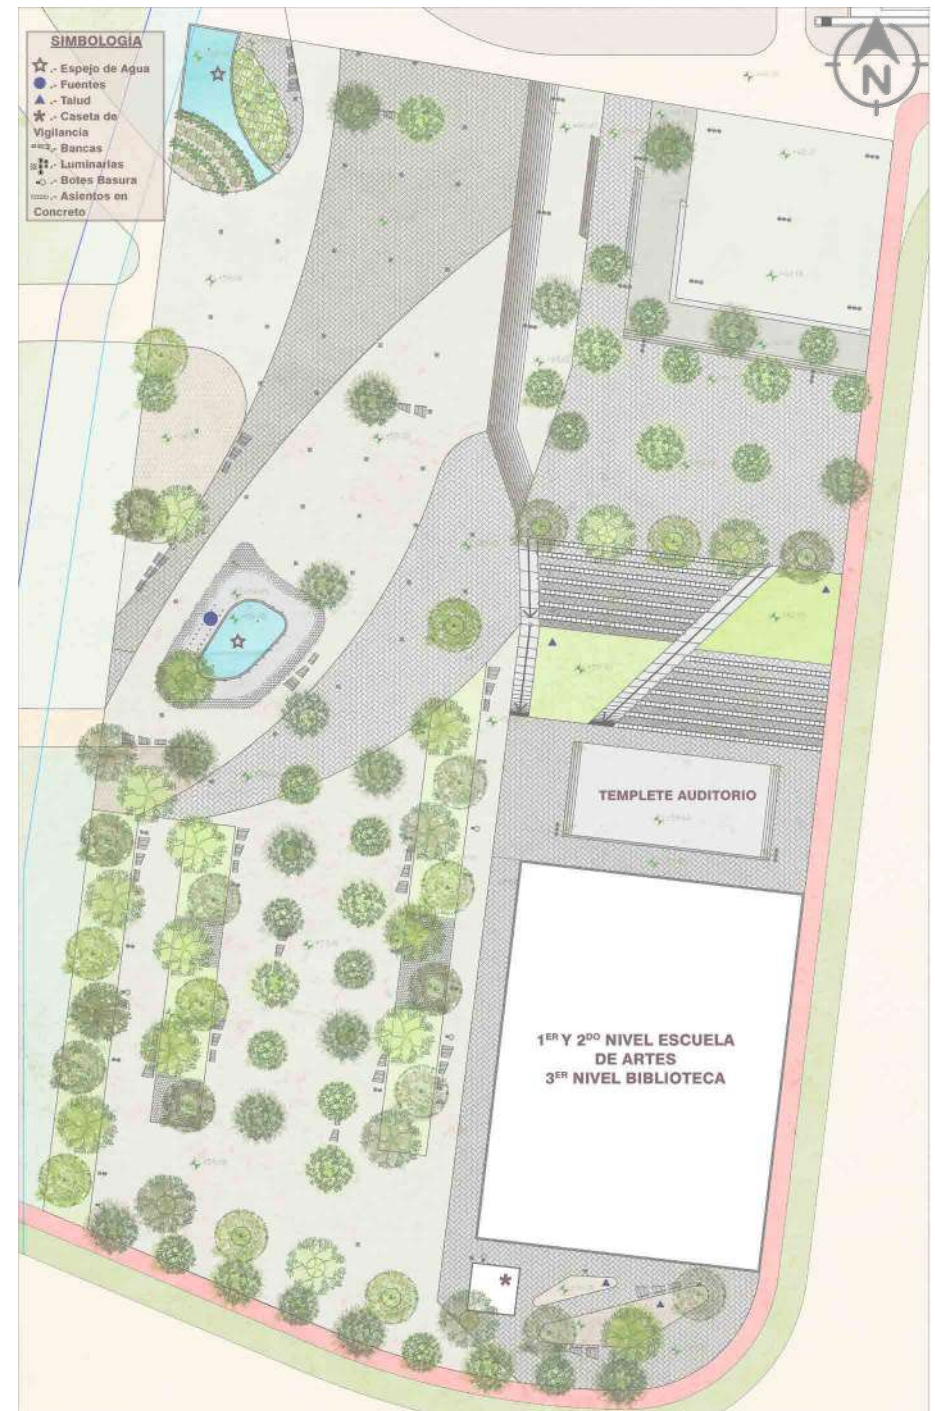 SIMBOLOGÍA
.- Espejo de Agua
.- Fuentes
.- Talud
.- Caseta de
Vigilancia
.- Bancas
.- Luminarias
.- Botes Basura
.- Asientos en
Concreto
N
TEMPLETE AUDITORIO
1ER Y 2DO NIVEL ESCUELA
DE ARTES
3ER NIVEL BIBLIOTECA